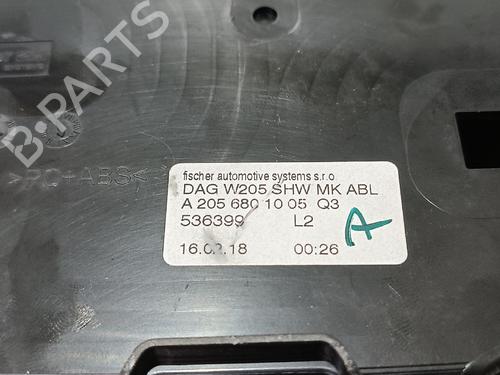 B-PARTS
>PC+ABS<
fischer automotive systems s.r.o
DAG W205 SHW MK ABL
A 205 680 10 05 Q3
536399 L2
A
16.02.18 00:26